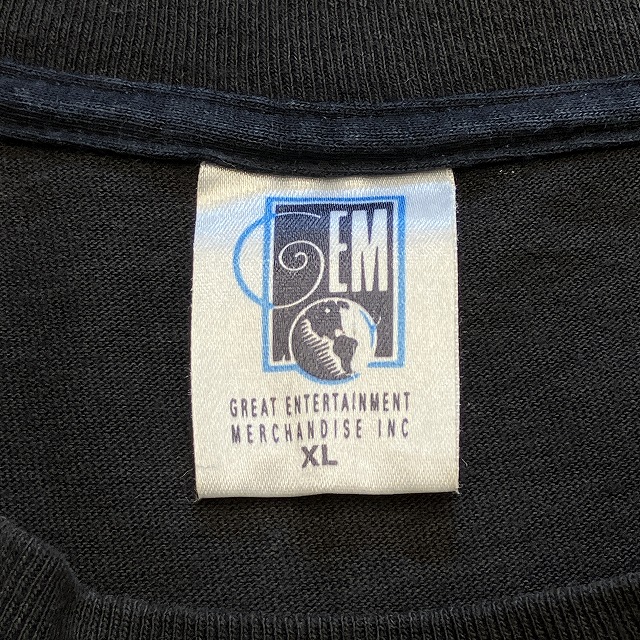 GEM
GREAT ENTERTAINMENT
MERCHANDISE INC
XL